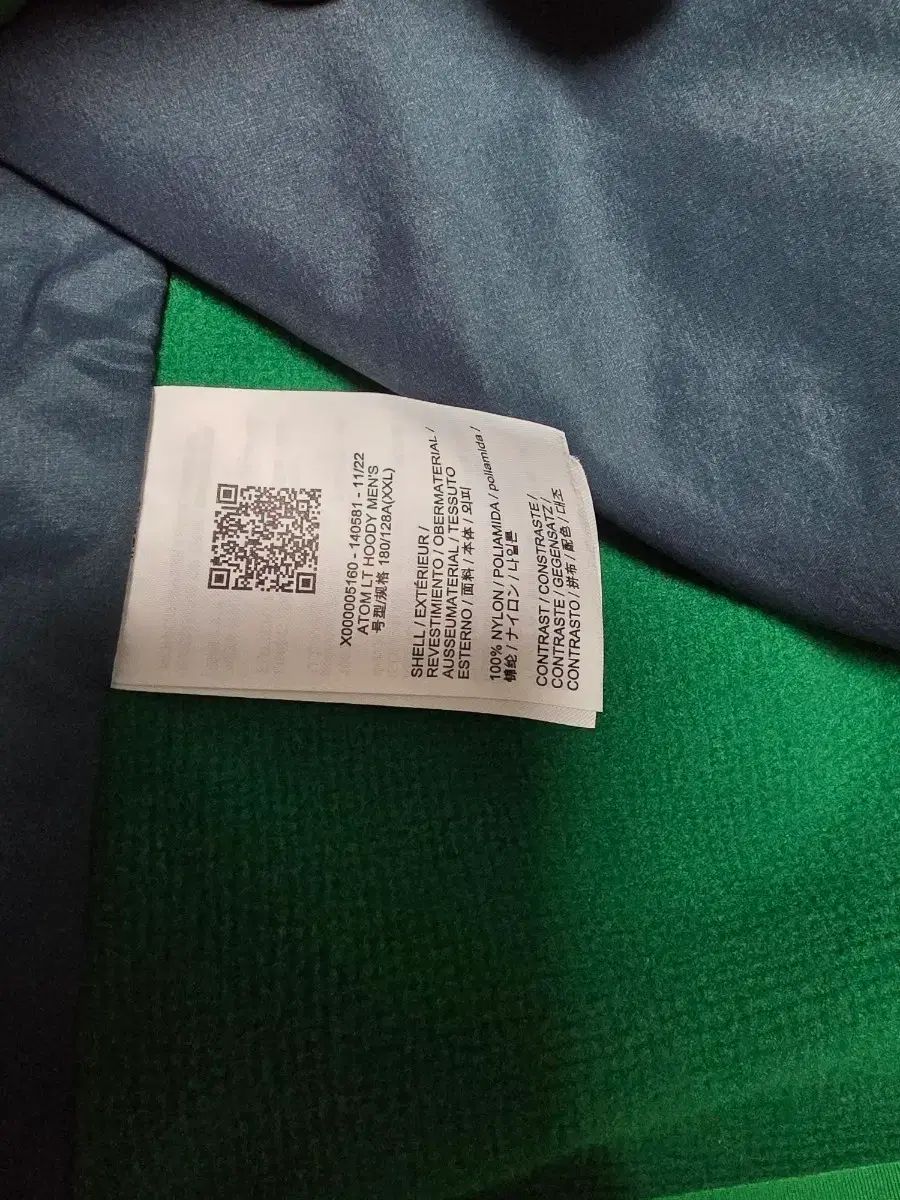 X000005160 - 140581 - 11/22
ATOM LT HOODY MEN'S
号型/规格 180/128A(XXL)
SHELL / EXTÉRIEUR /
REVESTIMIENTO / OBERMATERIAL /
AUSSEUMATERIAL / TESSUTO
ESTERNO / 面料 / 本体 / 외피
100% NYLON / POLIAMIDA / poliamida /
锦纶 / ナイロン / 나일론
CONTRAST / CONSTRASTE /
CONTRASTE / GEGENSATZ /
CONTRASTO / 拼布 / 配色 / 대조